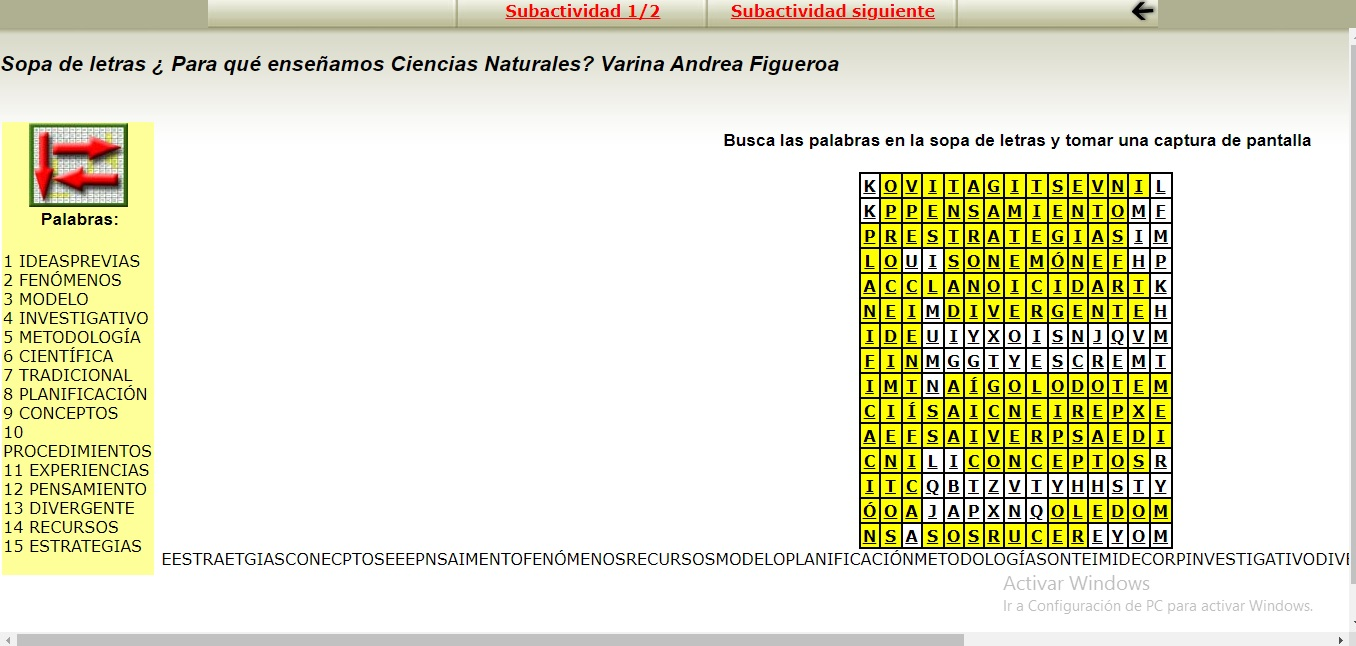 Subactividad 1/2 Subactividad siguiente
Sopa de letras ¿ Para qué enseñamos Ciencias Naturales? Varina Andrea Figueroa
Palabras:
1 IDEASPREVIAS
2 FENÓMENOS
3 MODELO
4 INVESTIGATIVO
5 METODOLOGÍA
6 CIENTÍFICA
7 TRADICIONAL
8 PLANIFICACIÓN
9 CONCEPTOS
10
PROCEDIMIENTOS
11 EXPERIENCIAS
12 PENSAMIENTO
13 DIVERGENTE
14 RECURSOS
15 ESTRATEGIAS
Busca las palabras en la sopa de letras y tomar una captura de pantalla
K O V I T A G I T S E V N I L
K P P E N S A M I E N T O M F
P R E S T R A T E G I A S I M
L O U I S O N E M Ó N E F H P
A C C L A N O I C I D A R T K
N E I M D I V E R G E N T E H
I D E U I Y X O I S N J Q V M
F I N M G G T Y E S C R E M T
I M T N A Í G O L O D O T E M
C I Í S A I C N E I R E P X E
A E F S A I V E R P S A E D I
C N I L I C O N C E P T O S R
I T C Q B T Z V T Y H H S T Y
Ó O A J A P X N Q O L E D O M
N S A S O S R U C E R E Y O M
EESTRAETGIASCONECPTOSEEEPNSAIMENTOFENÓMENOSRECURSOSMODELOPLANIFICACIÓNMETODOLOGÍASONTEIMIDECORPINVESTIGATIVODIVE
Activar Windows
Ir a Configuración de PC para activar Windows.